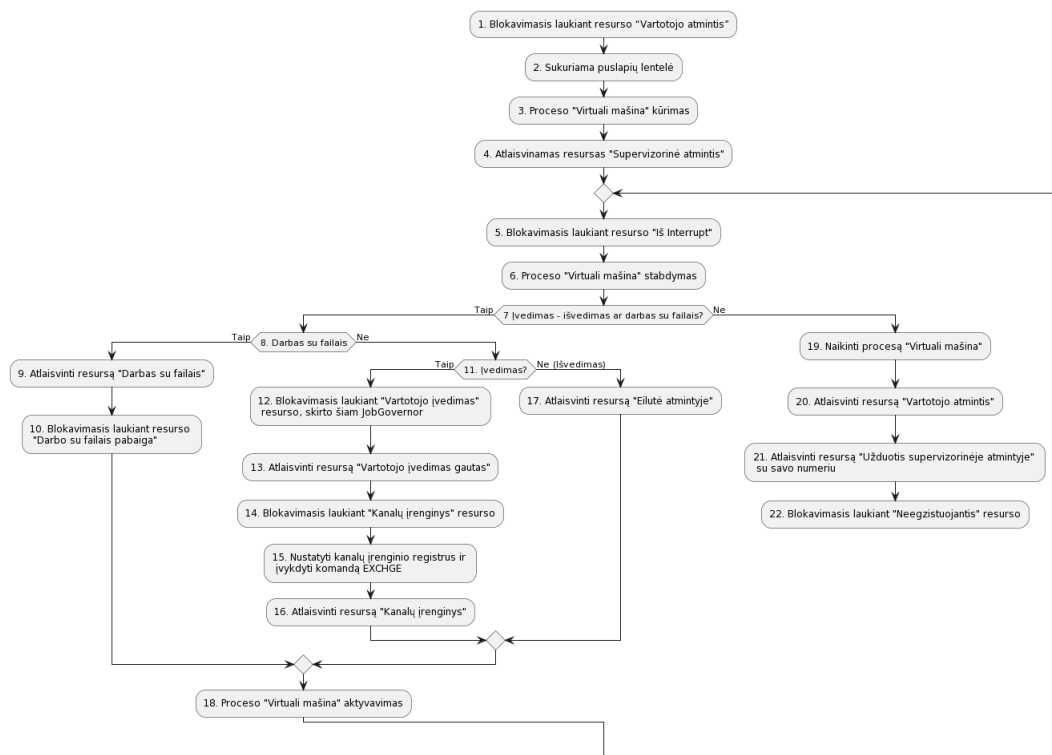 1. Blokavimasis laukiant resurso “Vartotojo atmintis”
2. Sukuriama puslapių lentelė
3. Proceso "Virtuali mašina" kūrimas
4. Atlaisvinamas resursas "Supervizorinė atmintis"
5. Blokavimasis laukiant resurso "Iš Interrupt"
6. Proceso "Virtuali mašina" stabdymas
Taip
7 Įvedimas - išvedimas ar darbas su failais?
Ne
Taip
8. Darbas su failais
Ne
9. Atlaisvinti resursą "Darbas su failais"
10. Blokavimasis laukiant resurso
"Darbo su failais pabaiga"
Taip
11. Įvedimas?
Ne (Išvedimas)
12. Blokavimasis laukiant "Vartotojo įvedimas"
resurso, skirto šiam JobGovernor
13. Atlaisvinti resursą "Vartotojo įvedimas gautas"
14. Blokavimasis laukiant "Kanalų įrenginys" resurso
15. Nustatyti kanalų įrenginio registrus ir
įvykdyti komandą EXCHGE
16. Atlaisvinti resursą "Kanalų įrenginys"
17. Atlaisvinti resursą "Eilutė atmintyje"
18. Proceso "Virtuali mašina" aktyvavimas
19. Naikinti procesą "Virtuali mašina"
20. Atlaisvinti resursą "Vartotojo atmintis"
21. Atlaisvinti resursą "Užduotis supervizorinėje atmintyje"
su savo numeriu
22. Blokavimasis laukiant "Neegzistuojantis" resurso